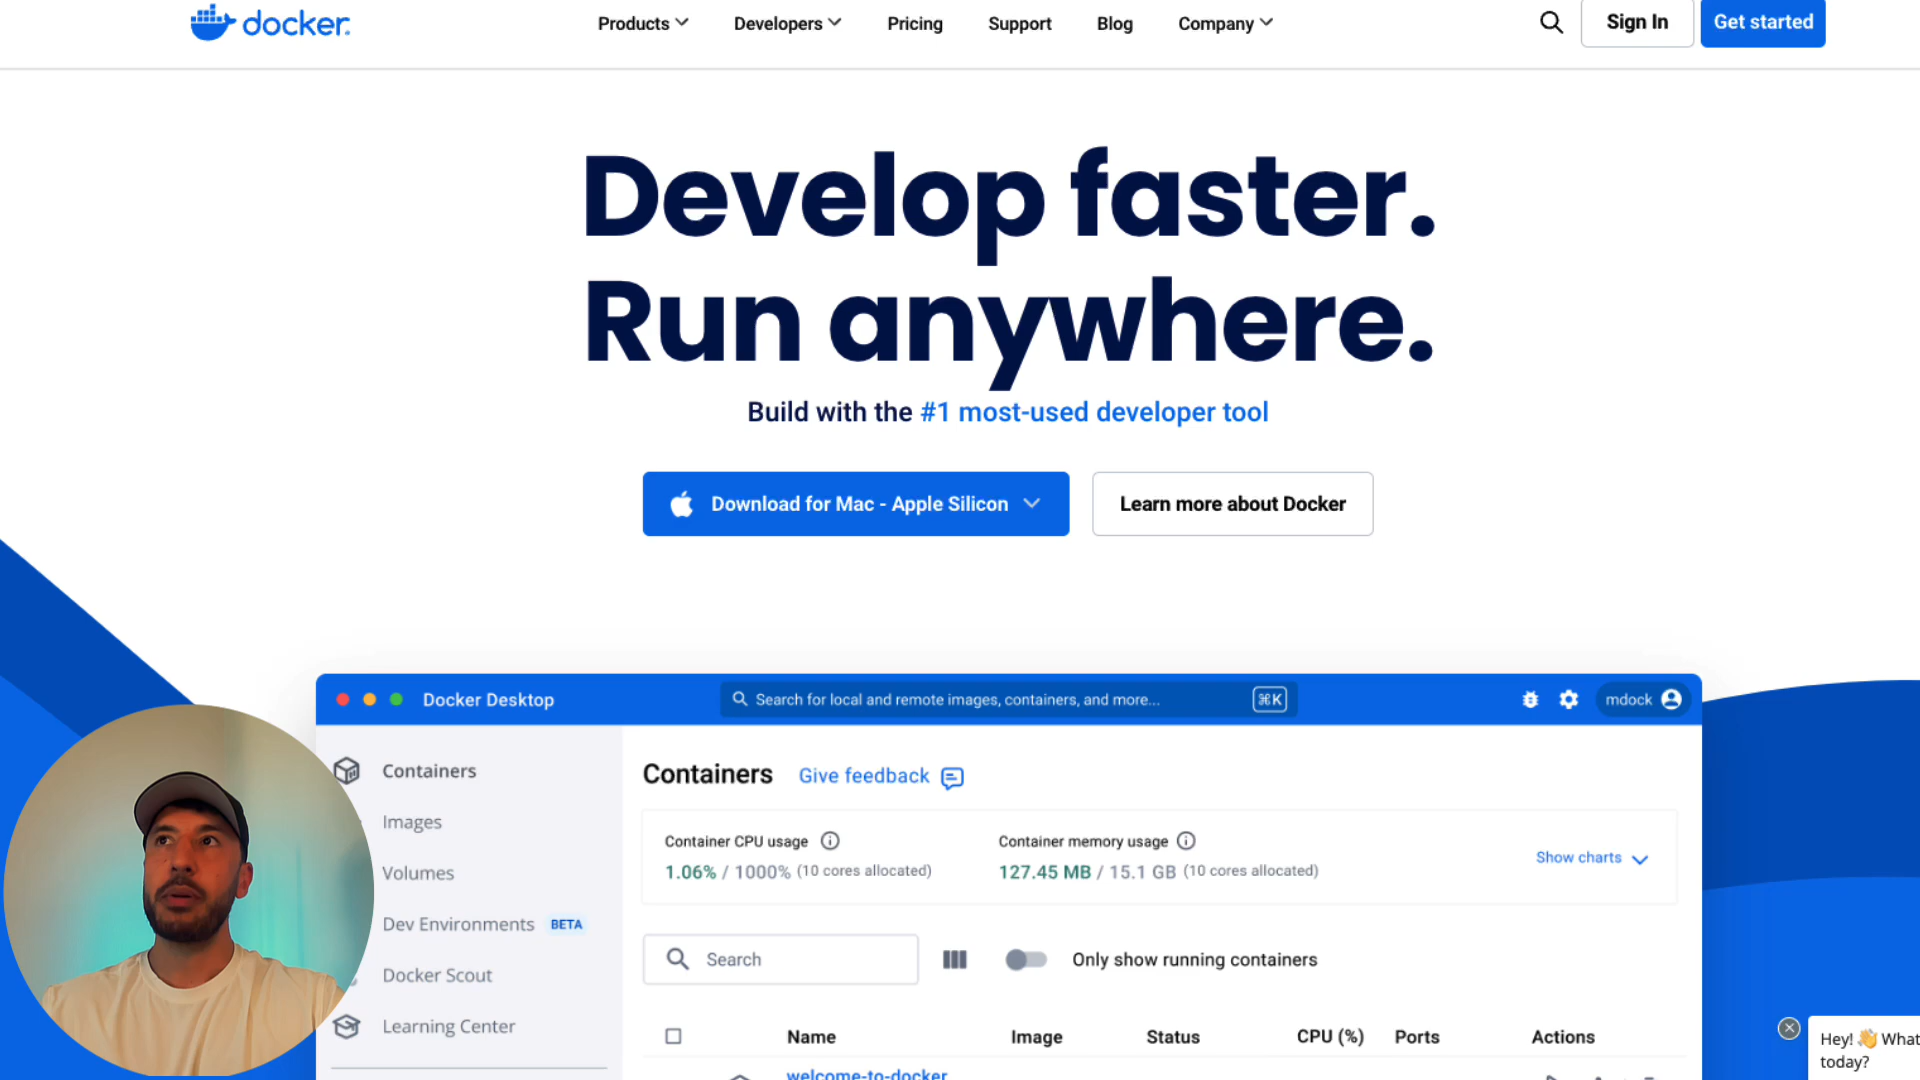 docker.
Products
Developers
Pricing
Support
Blog
Company
Sign In
Get started
Develop faster.
Run anywhere.
Build with the #1 most-used developer tool
Download for Mac - Apple Silicon
Learn more about Docker
Docker Desktop
Search for local and remote images, containers, and more...
⌘K
mdock
Containers
Images
Volumes
Dev Environments BETA
Docker Scout
Learning Center
Containers
Give feedback
Container CPU usage
1.06% / 1000% (10 cores allocated)
Container memory usage
127.45 MB / 15.1 GB (10 cores allocated)
Show charts
Search
Only show running containers
Name
Image
Status
CPU (%)
Ports
Actions
welcome-to-docker
Hey! 👋 What
today?